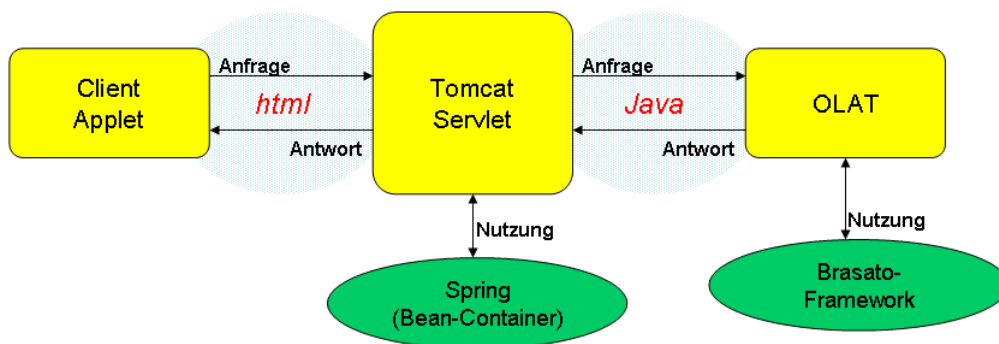 Client
Applet
Anfrage
html
Antwort
Tomcat
Servlet
Anfrage
Java
Antwort
OLAT
Nutzung
Nutzung
Spring
(Bean-Container)
Brasato-
Framework